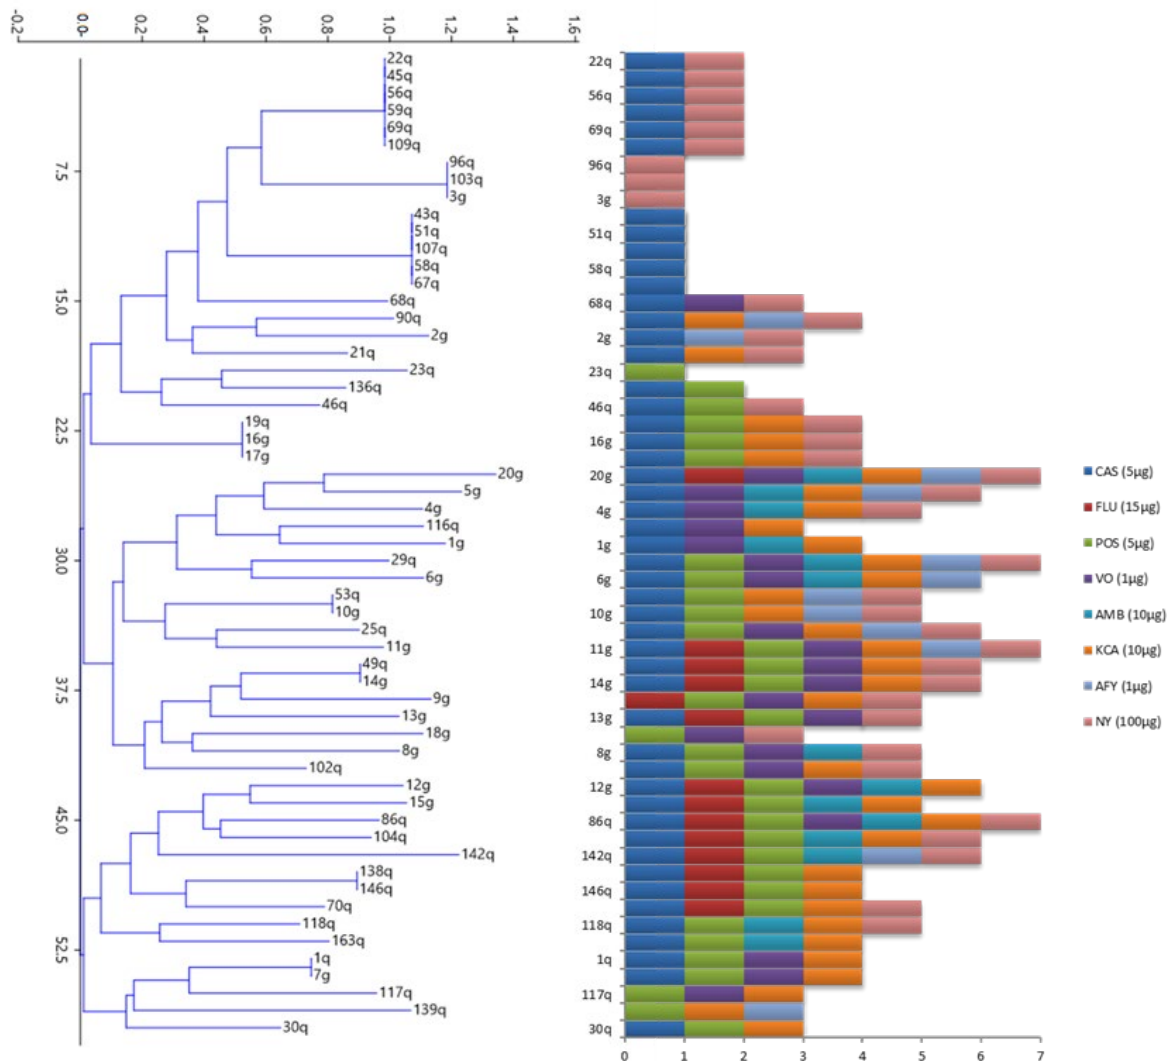 -0.2
0.0
0.2
0.4
0.6
0.8
1.0
1.2
1.4
1.6
7.5
15.0
22.5
30.0
37.5
45.0
52.5
22q
45q
56q
59q
69q
109q
96q
103q
3g
43q
51q
107q
58q
67q
68q
90q
2g
21q
23q
136q
46q
19q
16g
17g
20g
5g
4g
116q
1g
29q
6g
53q
10g
25q
11g
49q
14g
9g
13g
18g
8g
102q
12g
15g
86q
104q
142q
138q
146q
70q
118q
163q
1q
7g
117q
139q
30q
22q
56q
69q
96q
3g
51q
58q
68q
2g
23q
46q
16g
20g
4g
1g
6g
10g
11g
14g
13g
8g
12g
86q
142q
146q
118q
1q
117q
30q
0
1
2
3
4
5
6
7
CAS (5µg)
FLU (15µg)
POS (5µg)
VO (1µg)
AMB (10µg)
KCA (10µg)
AFY (1µg)
NY (100µg)